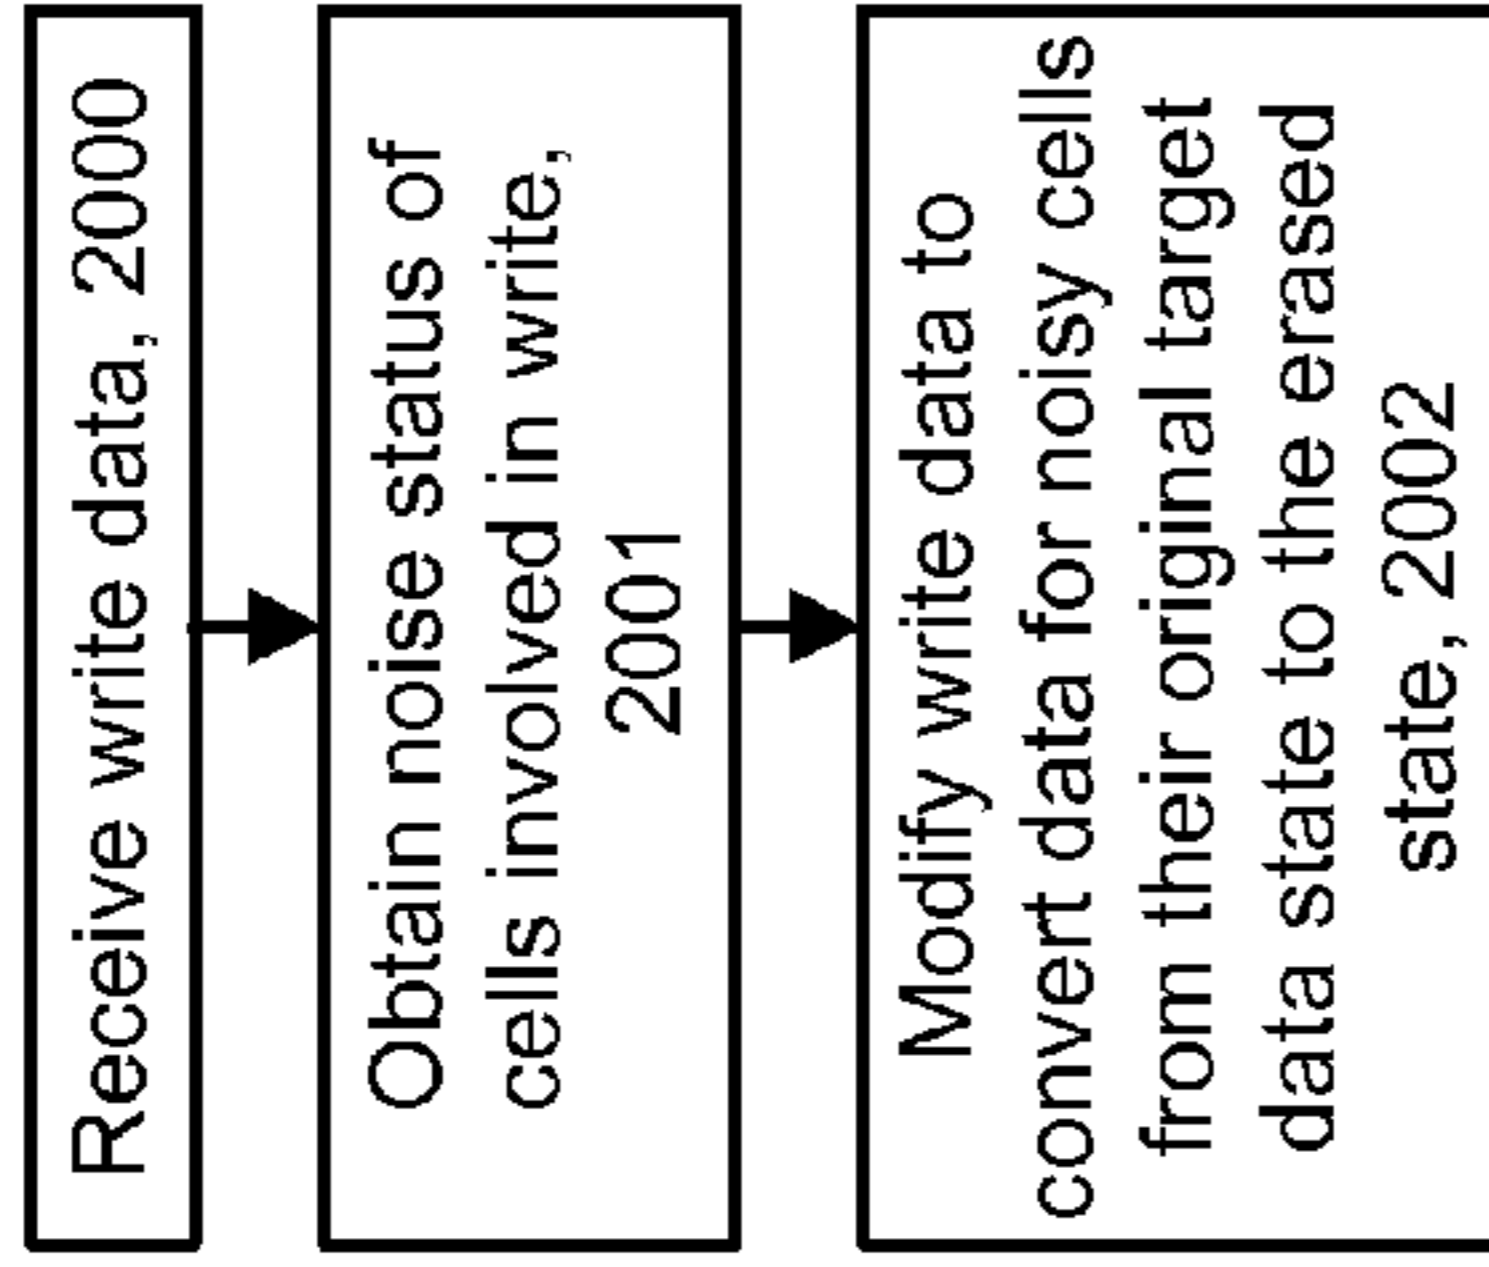 Receive write data, 2000
Obtain noise status of
cells involved in write,
2001
Modify write data to
convert data for noisy cells
from their original target
data state to the erased
state, 2002